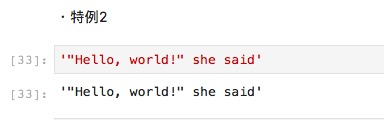 · 特例2
[33]: '"Hello, world!" she said'
[33]: '"Hello, world!" she said'